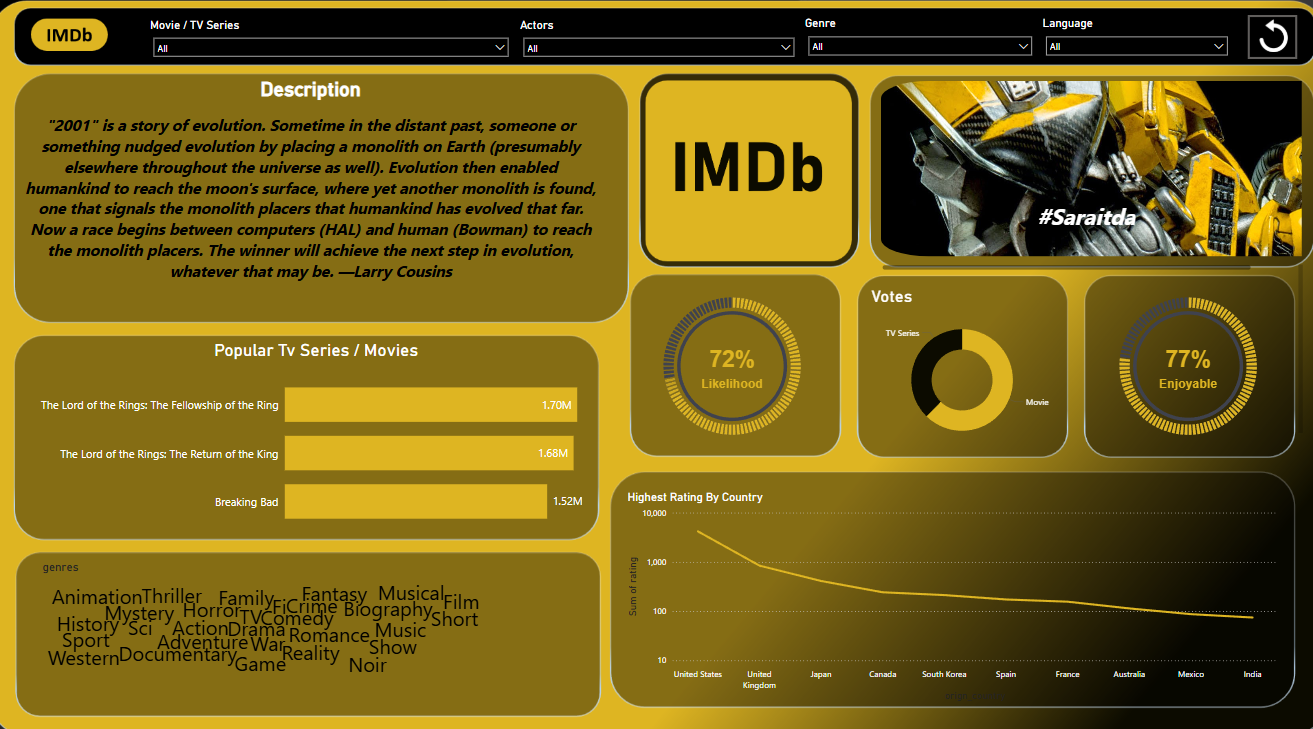 IMDb
Movie / TV Series
All
Actors
All
Genre
All
Language
All
Description
"2001" is a story of evolution. Sometime in the distant past, someone or
something nudged evolution by placing a monolith on Earth (presumably
elsewhere throughout the universe as well). Evolution then enabled
humankind to reach the moon's surface, where yet another monolith is found,
one that signals the monolith placers that humankind has evolved that far.
Now a race begins between computers (HAL) and human (Bowman) to reach
the monolith placers. The winner will achieve the next step in evolution,
whatever that may be. —Larry Cousins
IMDb
#Saraitda
72%
Likelihood
Votes
TV Series
Movie
77%
Enjoyable
Popular Tv Series / Movies
The Lord of the Rings: The Fellowship of the Ring 1.70M
The Lord of the Rings: The Return of the King 1.68M
Breaking Bad 1.52M
Highest Rating By Country
Sum of rating
10,000
1,000
100
10
United States
United Kingdom
Japan
Canada
South Korea
Spain
France
Australia
Mexico
India
genres
Animation Thriller Family Fantasy Musical
Mystery Horror TV FiCrime Biography Film
History Sci Action Drama Comedy Music Short
Sport Adventure War Romance Show
Western Documentary Game Reality Noir